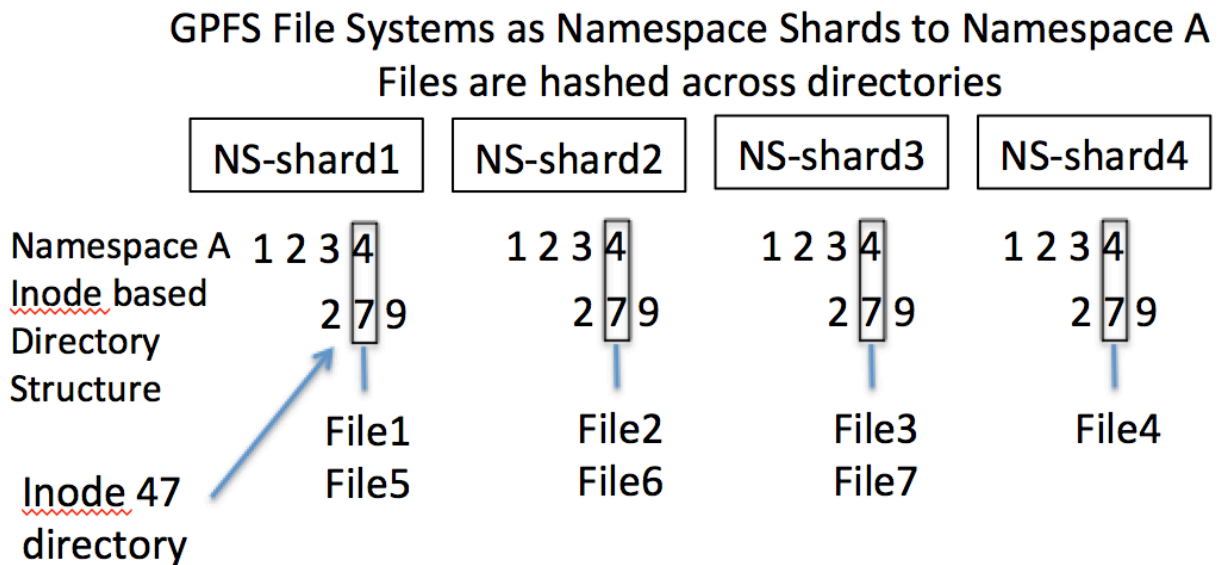 GPFS File Systems as Namespace Shards to Namespace A
Files are hashed across directories
NS-shard1 NS-shard2 NS-shard3 NS-shard4
Namespace A
Inode based
Directory
Structure
1 2 3 4 1 2 3 4 1 2 3 4 1 2 3 4
2 7 9 2 7 9 2 7 9 2 7 9
File1 File2 File3 File4
File5 File6 File7
Inode 47
directory